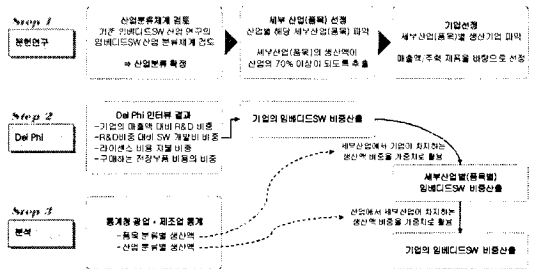 Step 1
문헌연구
산업분류체계 검토
기존 임베디드SW 산업 연구의
임베디드SW산업 분류체계 검토
⇒ 산업분류 확정
세부 산업(품목) 선정
산업별 해당 세부산업(품목) 파악
세부산업(품목)의 생산액이
산업의 70% 이상이 되도록 추출
기업선정
세부산업(품목)별 생산기업 파악
매출액/주력 제품을 바탕으로 선정
Step 2
Del Phi
Del Phi 인터뷰 결과
-기업의 매출액 대비 R&D 비중
-R&D비중 대비 SW 개발비 비중
-라이센스 비용 지불 비중
-구매하는 전장부품 비용의 비중
기업의 임베디드SW 비중산출
세부산업에서 기업이 차지하는
생산액 비중을 가중치로 활용
세부산업별(품목별)
임베디드SW 비중산출
Step 3
분석
통계청 광업·제조업 통계
-품목 분류별 생산액
-산업 분류별 생산액
산업에서 세부산업이 차지하는
생산액 비중을 가중치로 활용
기업의 임베디드SW 비중산출